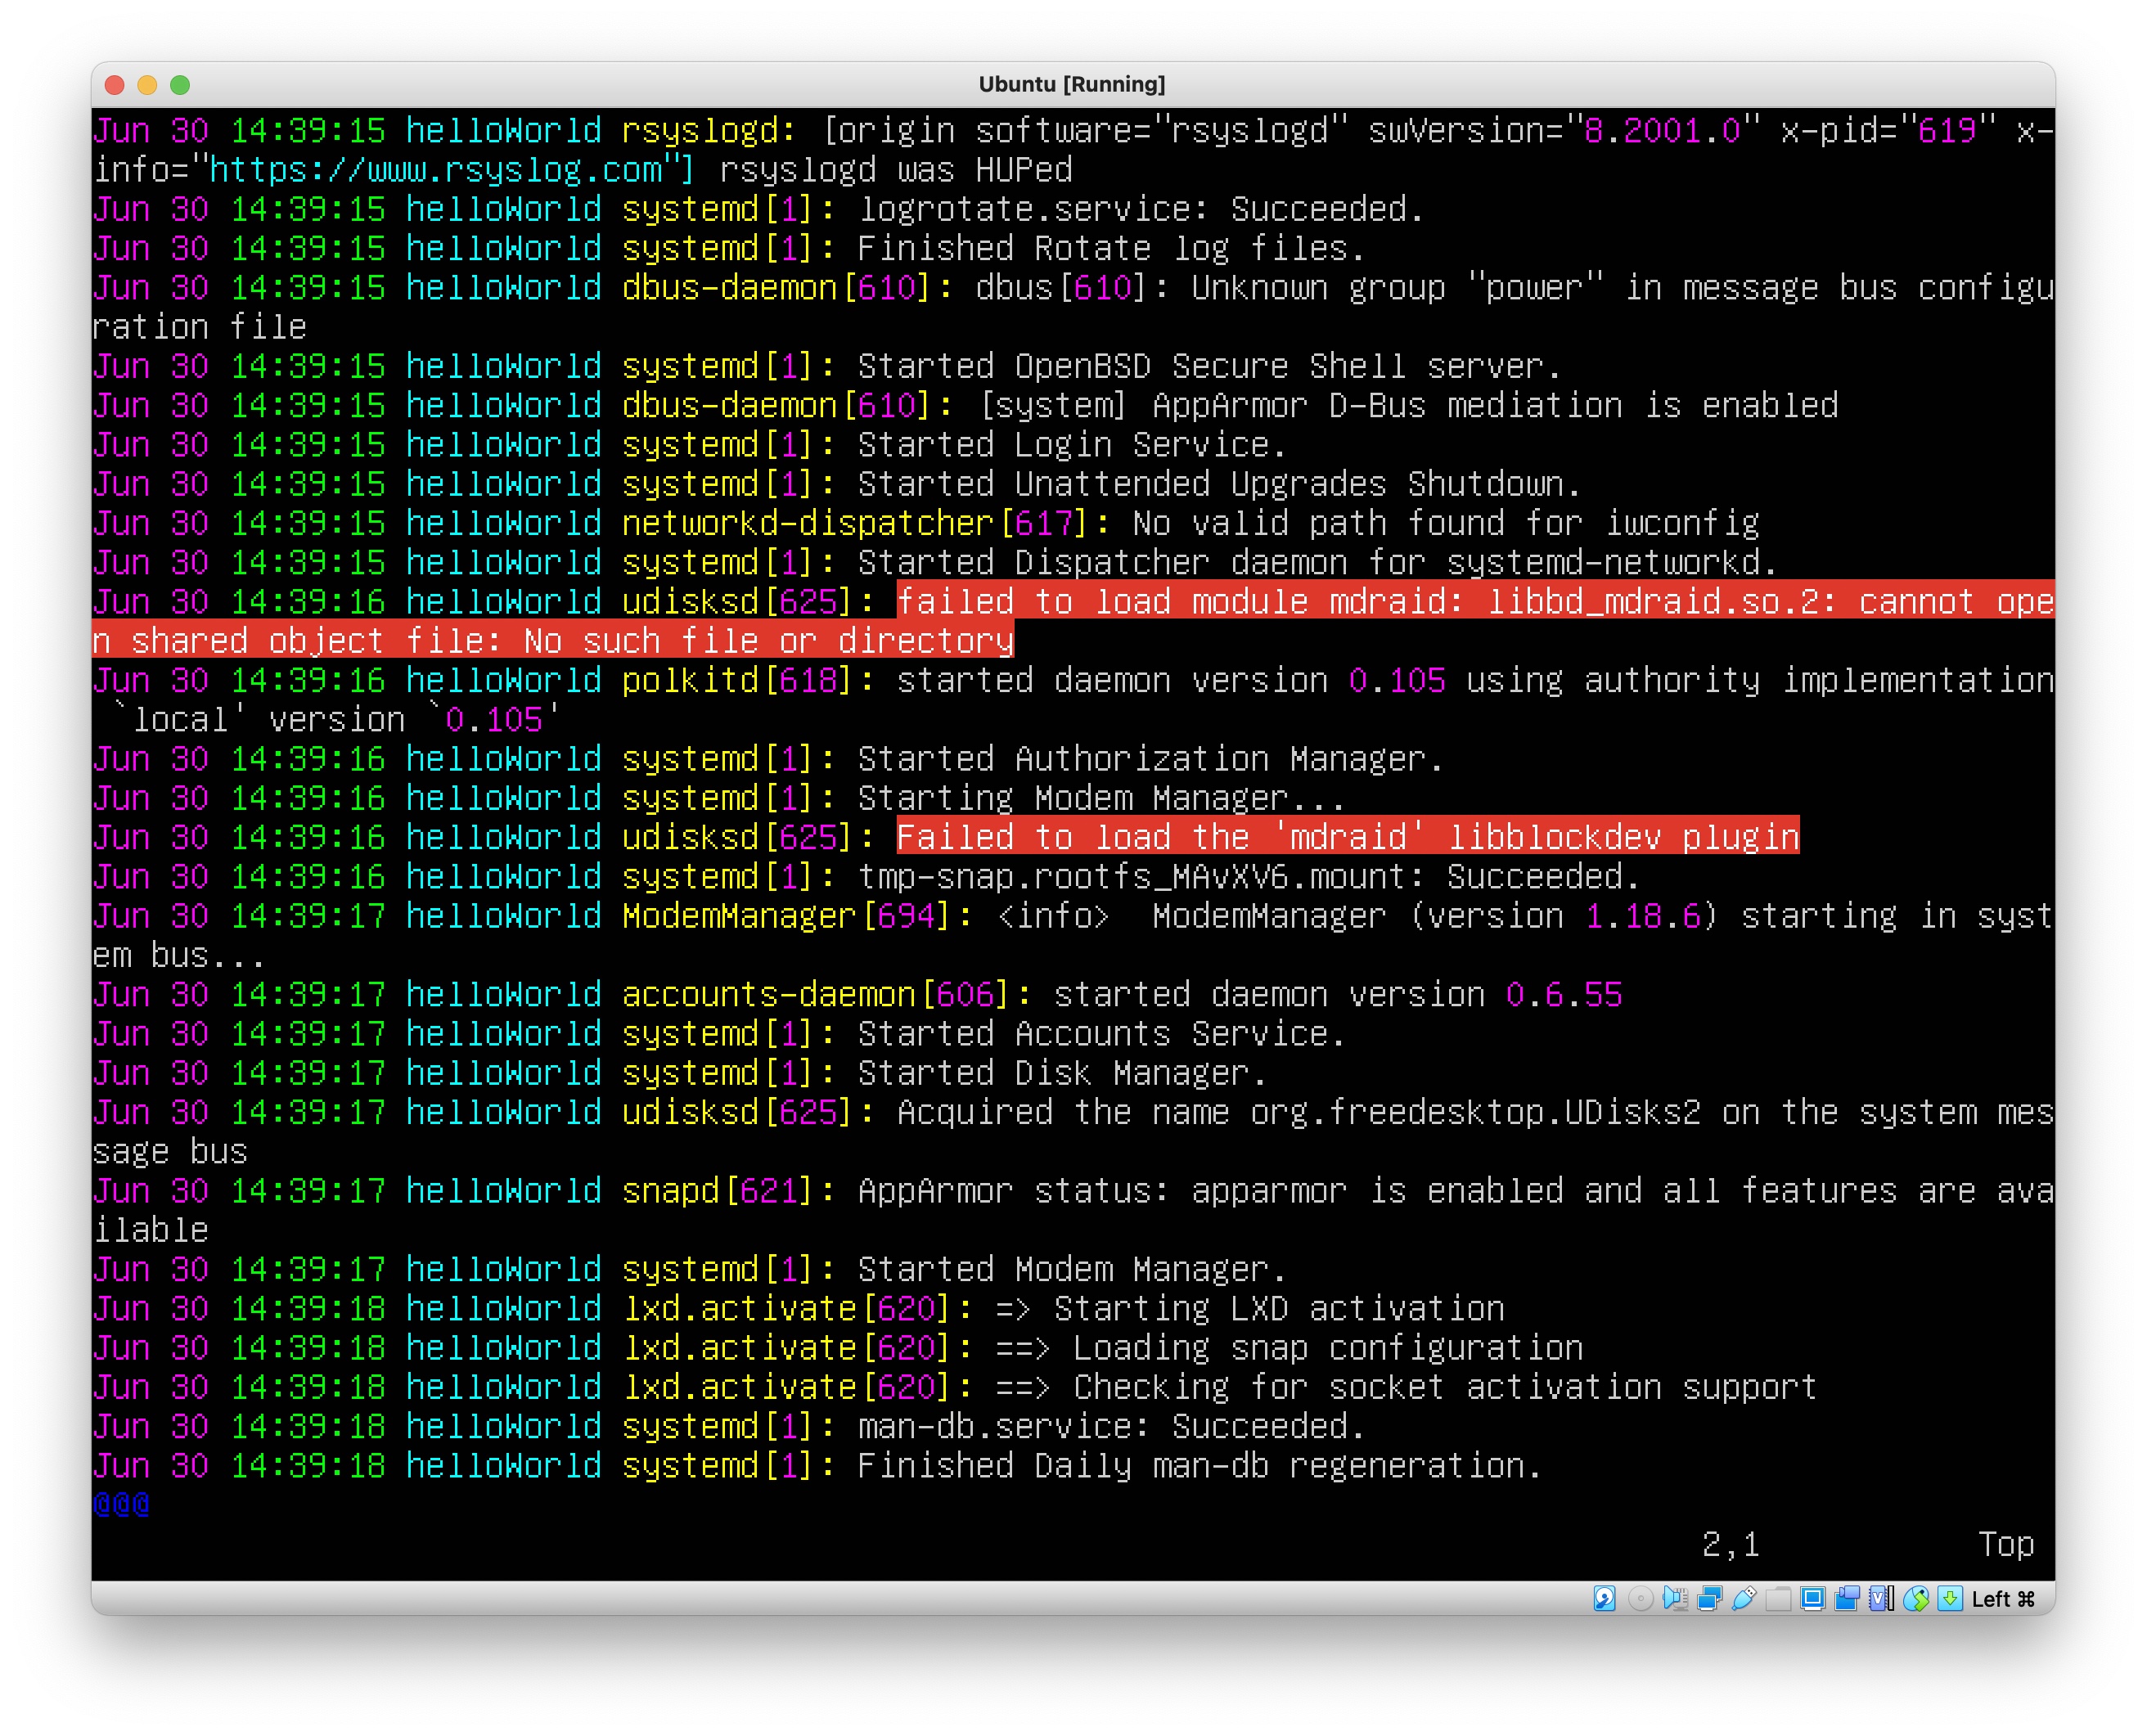 Ubuntu [Running]
Jun 30 14:39:15 helloWorld rsyslogd: [origin software="rsyslogd" swVersion="8.2001.0" x-pid="619" x-
info="https://www.rsyslog.com"] rsyslogd was HUPed
Jun 30 14:39:15 helloWorld systemd[1]: logrotate.service: Succeeded.
Jun 30 14:39:15 helloWorld systemd[1]: Finished Rotate log files.
Jun 30 14:39:15 helloWorld dbus-daemon[610]: dbus[610]: Unknown group "power" in message bus configu
ration file
Jun 30 14:39:15 helloWorld systemd[1]: Started OpenBSD Secure Shell server.
Jun 30 14:39:15 helloWorld dbus-daemon[610]: [system] AppArmor D-Bus mediation is enabled
Jun 30 14:39:15 helloWorld systemd[1]: Started Login Service.
Jun 30 14:39:15 helloWorld systemd[1]: Started Unattended Upgrades Shutdown.
Jun 30 14:39:15 helloWorld networkd-dispatcher[617]: No valid path found for iwconfig
Jun 30 14:39:15 helloWorld systemd[1]: Started Dispatcher daemon for systemd-networkd.
Jun 30 14:39:16 helloWorld udisksd[625]: failed to load module mdraid: libbd_mdraid.so.2: cannot ope
n shared object file: No such file or directory
Jun 30 14:39:16 helloWorld polkitd[618]: started daemon version 0.105 using authority implementation
 `local' version `0.105'
Jun 30 14:39:16 helloWorld systemd[1]: Started Authorization Manager.
Jun 30 14:39:16 helloWorld systemd[1]: Starting Modem Manager...
Jun 30 14:39:16 helloWorld udisksd[625]: Failed to load the 'mdraid' libblockdev plugin
Jun 30 14:39:16 helloWorld systemd[1]: tmp-snap.rootfs_MAvXV6.mount: Succeeded.
Jun 30 14:39:17 helloWorld ModemManager[694]: <info>  ModemManager (version 1.18.6) starting in syst
em bus...
Jun 30 14:39:17 helloWorld accounts-daemon[606]: started daemon version 0.6.55
Jun 30 14:39:17 helloWorld systemd[1]: Started Accounts Service.
Jun 30 14:39:17 helloWorld systemd[1]: Started Disk Manager.
Jun 30 14:39:17 helloWorld udisksd[625]: Acquired the name org.freedesktop.UDisks2 on the system mes
sage bus
Jun 30 14:39:17 helloWorld snapd[621]: AppArmor status: apparmor is enabled and all features are ava
ilable
Jun 30 14:39:17 helloWorld systemd[1]: Started Modem Manager.
Jun 30 14:39:18 helloWorld lxd.activate[620]: => Starting LXD activation
Jun 30 14:39:18 helloWorld lxd.activate[620]: ==> Loading snap configuration
Jun 30 14:39:18 helloWorld lxd.activate[620]: ==> Checking for socket activation support
Jun 30 14:39:18 helloWorld systemd[1]: man-db.service: Succeeded.
Jun 30 14:39:18 helloWorld systemd[1]: Finished Daily man-db regeneration.
@@@
2,1 Top
Left ⌘